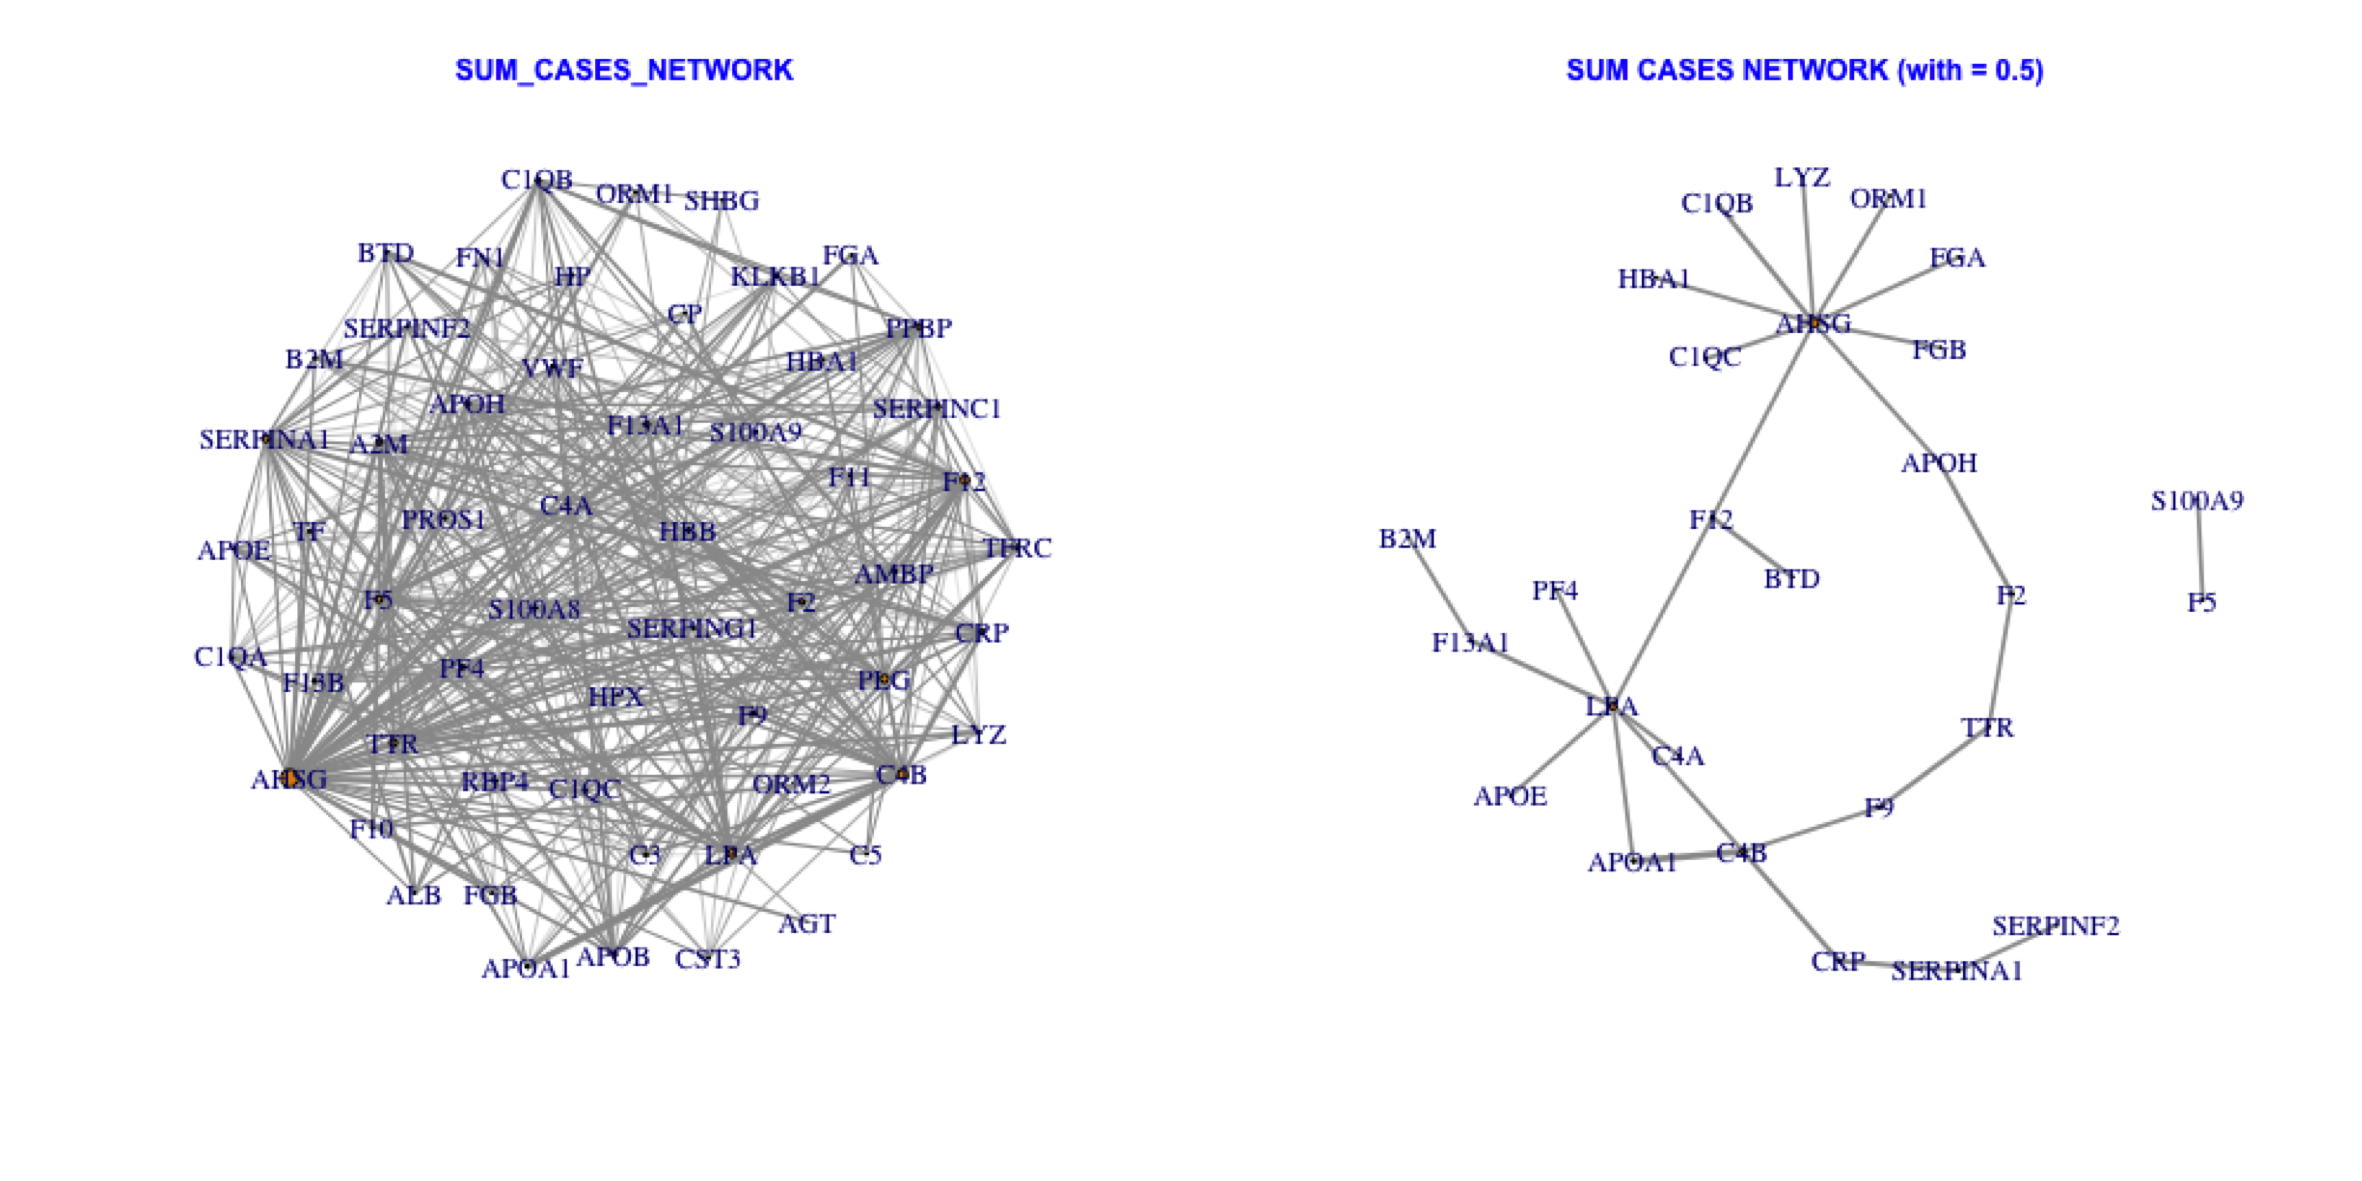 SUM_CASES_NETWORK
C1QB
ORM1
SHBG
BTD
FN1
HP
KLKB1
FGA
CP
SERPINF2
PPBP
B2M
VWF
HBA1
APOH
SERPINC1
F13A1
S100A9
SERPINA1
A2M
F11
F12
C4A
PROS1
TF
HBB
APOE
TFRC
AMBP
F5
S100A8
F2
SERPING1
CRP
C1QA
PF4
F13B
PLG
HPX
F9
TTR
LYZ
AHSG
RBP4
C1QC
ORM2
C4B
F10
C3
LPA
C5
ALB
FGB
AGT
APOA1
APOB
CST3
SUM CASES NETWORK (with = 0.5)
LYZ
C1QB
ORM1
FGA
HBA1
AHSG
C1QC
FGB
APOH
S100A9
F12
B2M
BTD
PF4
F2
F5
F13A1
LPA
TTR
C4A
APOE
F9
C4B
APOA1
SERPINF2
CRP
SERPINA1